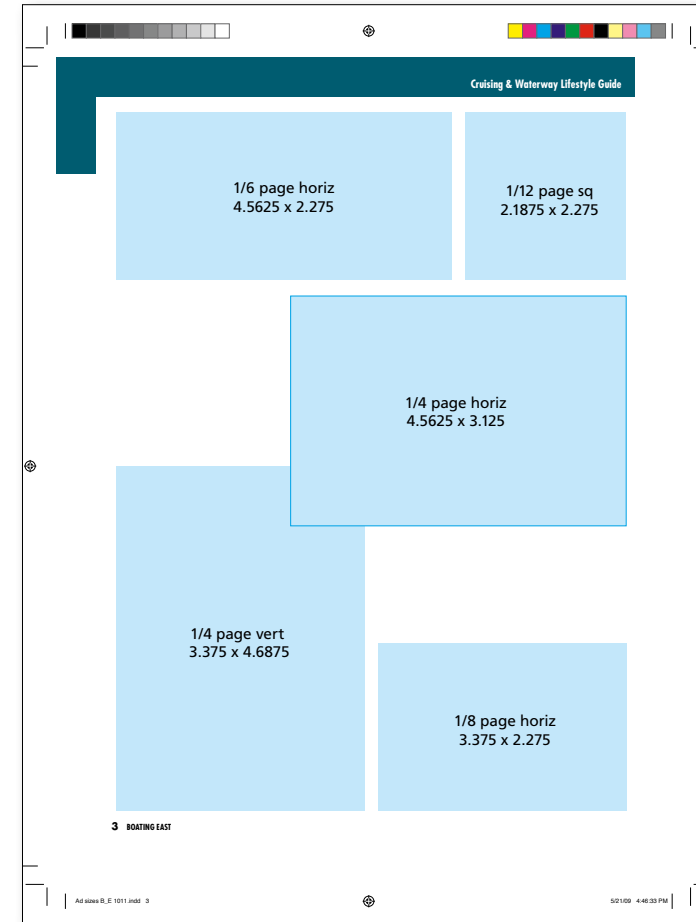 Cruising & Waterway Lifestyle Guide
1/6 page horiz
4.5625 x 2.275
1/12 page sq
2.1875 x 2.275
1/4 page horiz
4.5625 x 3.125
1/4 page vert
3.375 x 4.6875
1/8 page horiz
3.375 x 2.275
3 BOATING EAST
Ad sizes B_E 1011.indd 3
5/21/09 4:46:33 PM